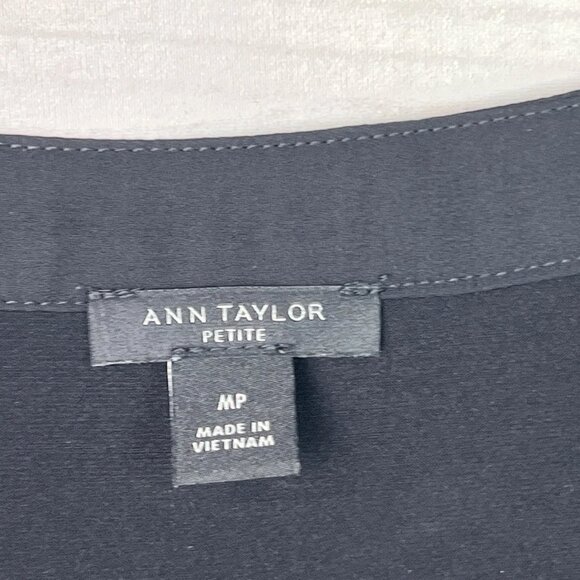 ANN TAYLOR
PETITE
MP
MADE IN
VIETNAM